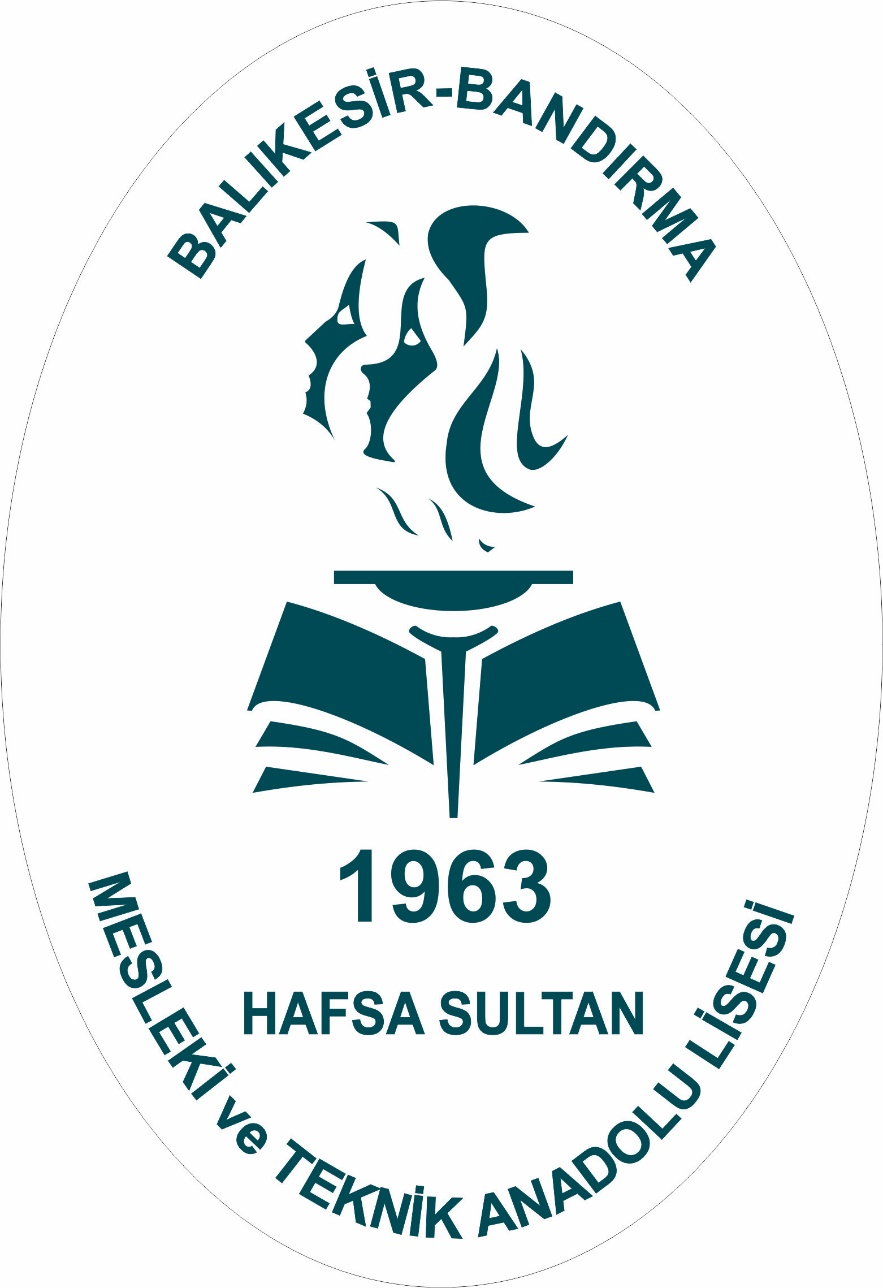 BALIKESİR-BANDIRMA
1963
HAFSA SULTAN
MESLEKİ ve TEKNİK ANADOLU LİSESİ